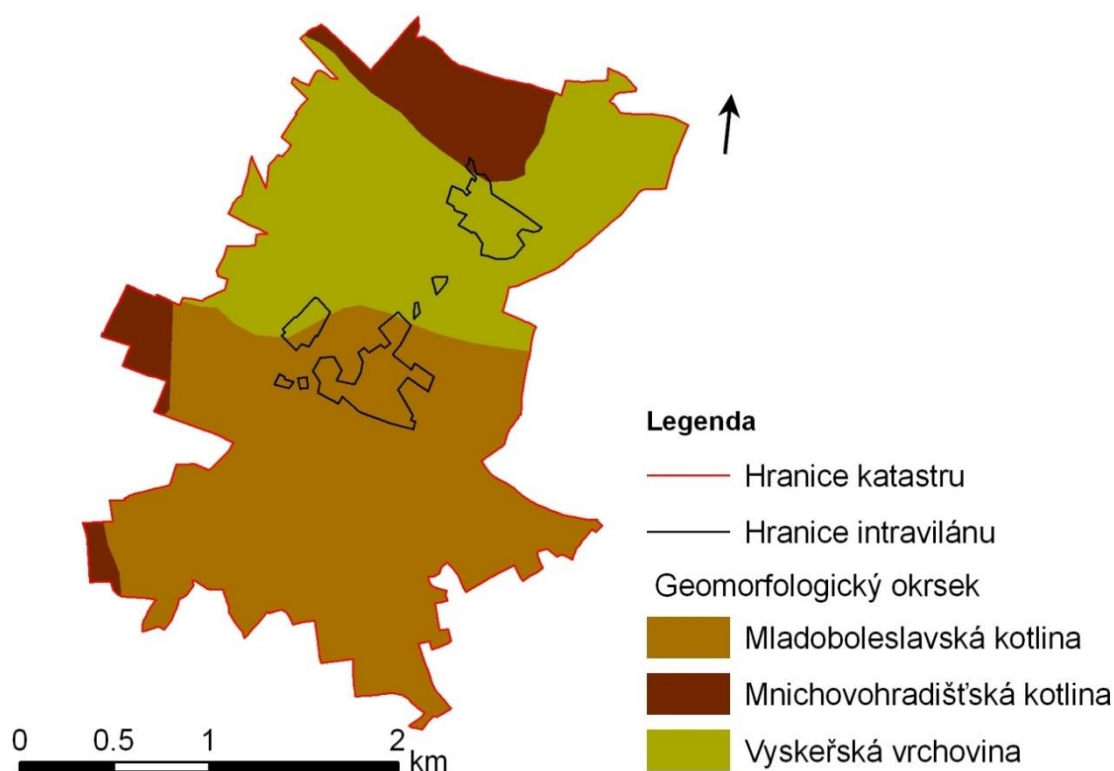 Legenda
Hranice katastru
Hranice intravilánu
Geomorfologický okrsek
Mladoboleslavská kotlina
Mnichovohradišťská kotlina
Vyskeřská vrchovina
0 0.5 1 2
km